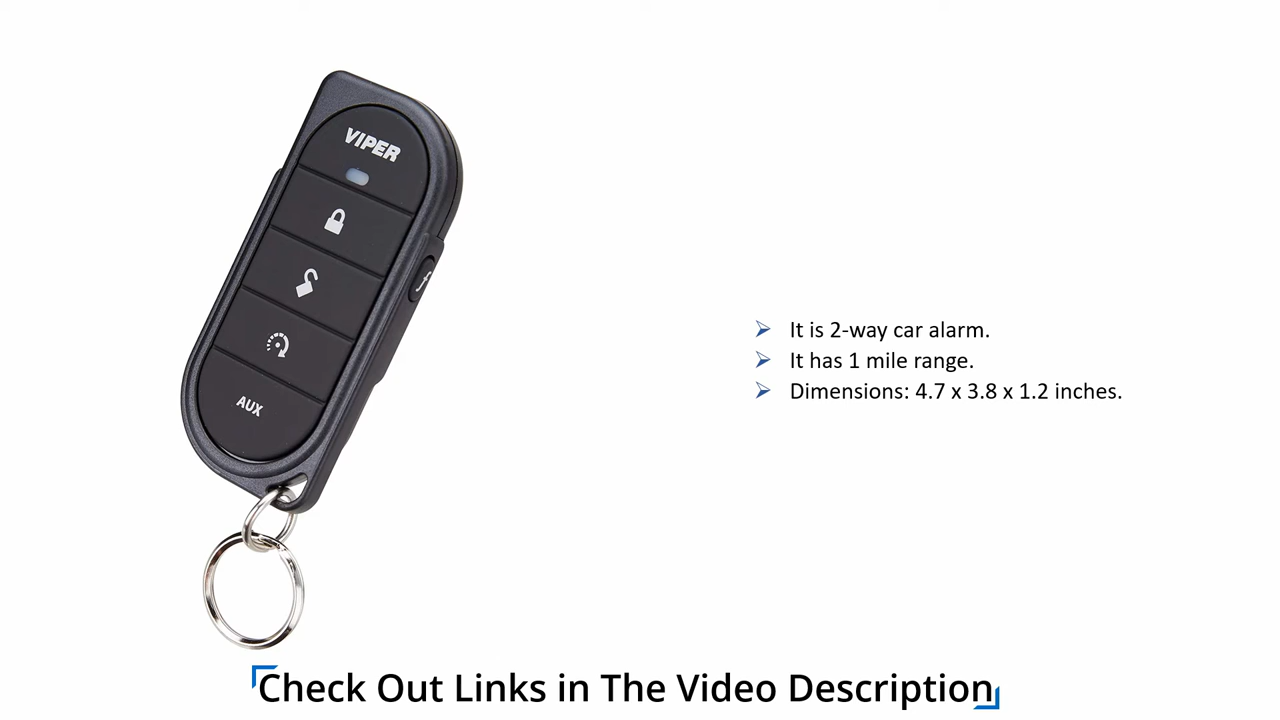 VIPER
f
AUX
It is 2-way car alarm.
It has 1 mile range.
Dimensions: 4.7 x 3.8 x 1.2 inches.
Check Out Links in The Video Description